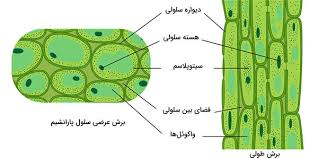 دیواره سلولی
هسته سلولی
سیتوپلاسم
فضای بین سلولی
واکوئل‌ها
برش عرضی سلول پارانشیم
برش طولی